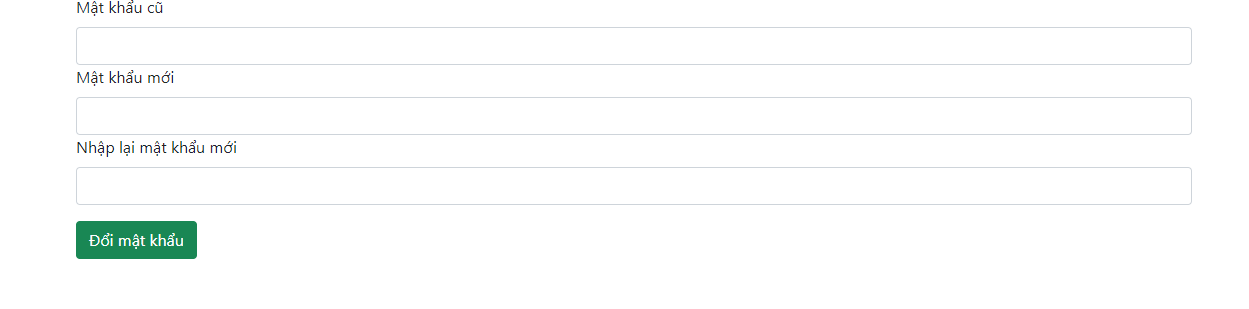 Mật khẩu cũ
Mật khẩu mới
Nhập lại mật khẩu mới
Đổi mật khẩu